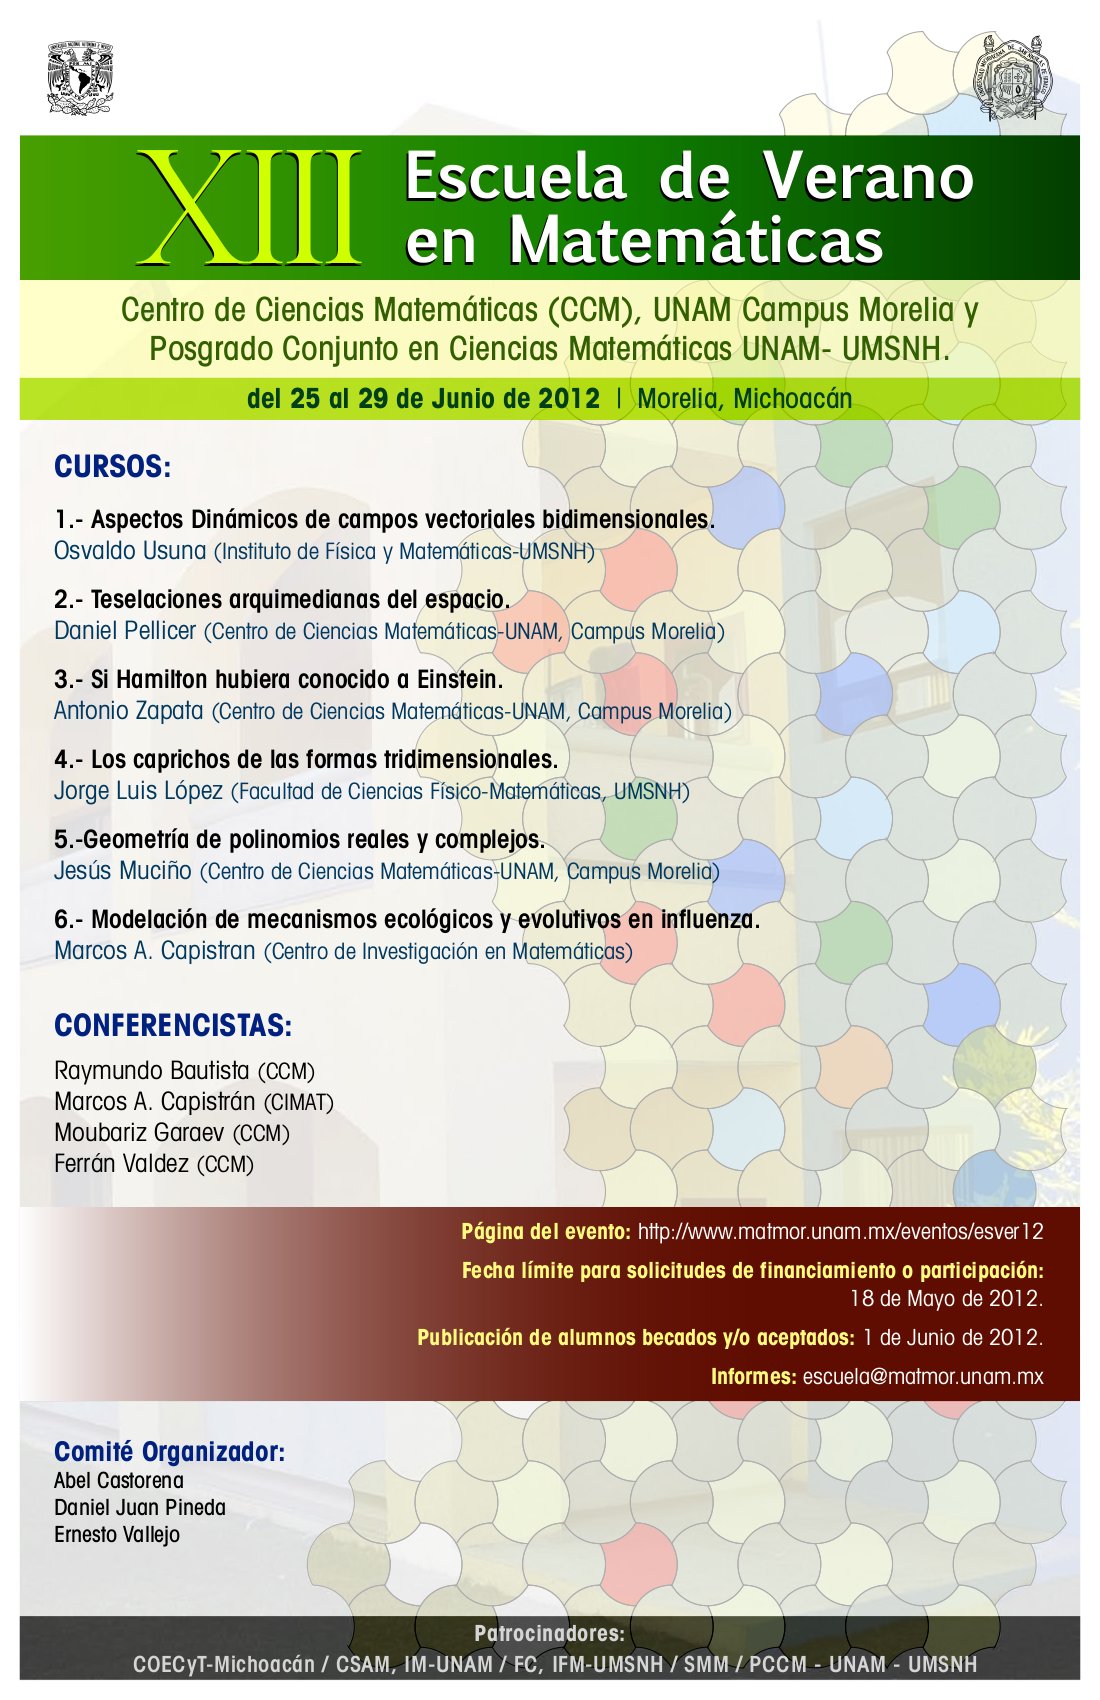 XIII Escuela de Verano
en Matemáticas
Centro de Ciencias Matemáticas (CCM), UNAM Campus Morelia y
Posgrado Conjunto en Ciencias Matemáticas UNAM- UMSNH.
del 25 al 29 de Junio de 2012 | Morelia, Michoacán
CURSOS:
1.- Aspectos Dinámicos de campos vectoriales bidimensionales.
Osvaldo Usuna (Instituto de Física y Matemáticas-UMSNH)
2.- Teselaciones arquimedianas del espacio.
Daniel Pellicer (Centro de Ciencias Matemáticas-UNAM, Campus Morelia)
3.- Si Hamilton hubiera conocido a Einstein.
Antonio Zapata (Centro de Ciencias Matemáticas-UNAM, Campus Morelia)
4.- Los caprichos de las formas tridimensionales.
Jorge Luis López (Facultad de Ciencias Físico-Matemáticas, UMSNH)
5.-Geometría de polinomios reales y complejos.
Jesús Muciño (Centro de Ciencias Matemáticas-UNAM, Campus Morelia)
6.- Modelación de mecanismos ecológicos y evolutivos en influenza.
Marcos A. Capistran (Centro de Investigación en Matemáticas)
CONFERENCISTAS:
Raymundo Bautista (CCM)
Marcos A. Capistrán (CIMAT)
Moubariz Garaev (CCM)
Ferrán Valdez (CCM)
Página del evento: http://www.matmor.unam.mx/eventos/esver12
Fecha límite para solicitudes de financiamiento o participación:
18 de Mayo de 2012.
Publicación de alumnos becados y/o aceptados: 1 de Junio de 2012.
Informes: escuela@matmor.unam.mx
Comité Organizador:
Abel Castorena
Daniel Juan Pineda
Ernesto Vallejo
Patrocinadores:
COECyT-Michoacán / CSAM, IM-UNAM / FC, IFM-UMSNH / SMM / PCCM - UNAM - UMSNH